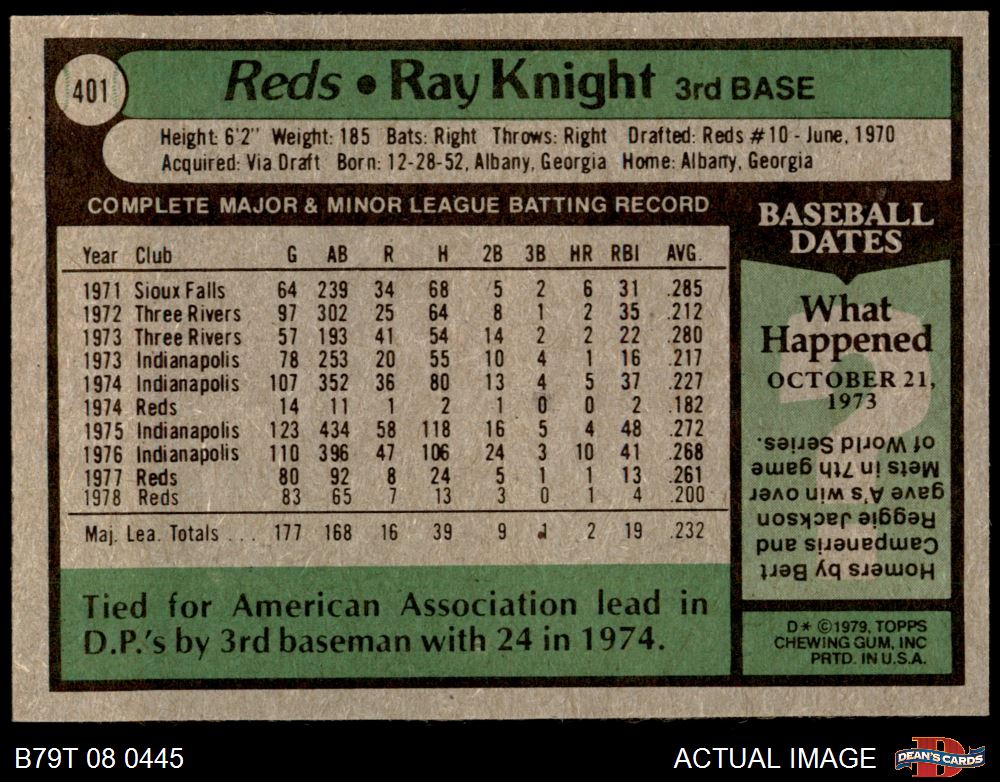 401
Reds • Ray Knight 3rd BASE
Height: 6'2" Weight: 185 Bats: Right Throws: Right Drafted: Reds #10 - June, 1970
Acquired: Via Draft Born: 12-28-52, Albany, Georgia Home: Albany, Georgia
COMPLETE MAJOR & MINOR LEAGUE BATTING RECORD
Year Club G AB R H 2B 3B HR RBI AVG.
1971 Sioux Falls 64 239 34 68 5 2 6 31 .285
1972 Three Rivers 97 302 25 64 8 1 2 35 .212
1973 Three Rivers 57 193 41 54 14 2 2 22 .280
1973 Indianapolis 78 253 20 55 10 4 1 16 .217
1974 Indianapolis 107 352 36 80 13 4 5 37 .227
1974 Reds 14 11 1 2 1 0 0 2 .182
1975 Indianapolis 123 434 58 118 16 5 4 48 .272
1976 Indianapolis 110 396 47 106 24 3 10 41 .268
1977 Reds 80 92 8 24 5 1 1 13 .261
1978 Reds 83 65 7 13 3 0 1 4 .200
Maj. Lea. Totals . . . 177 168 16 39 9 1 2 19 .232
Tied for American Association lead in
D.P.'s by 3rd baseman with 24 in 1974.
BASEBALL
DATES
What
Happened
OCTOBER 21,
1973
Homers by Bert
Campaneris and
Reggie Jackson
gave A's win over
Mets in 7th game
of World Series.
D* ©1979, TOPPS
CHEWING GUM, INC
PRTD. IN U.S.A.
B79T 08 0445
ACTUAL IMAGE
D
DEAN'S CARDS